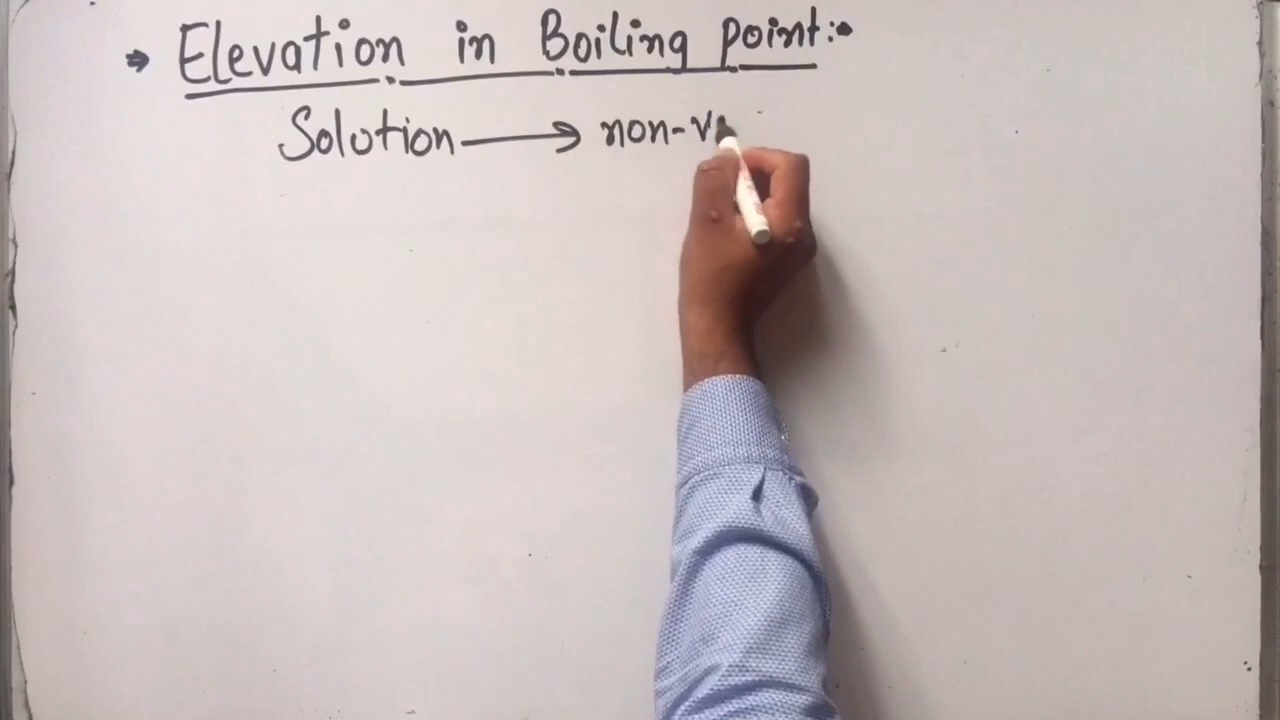 ⇒ Elevation in Boiling point:-
Solution ⟶ non-v